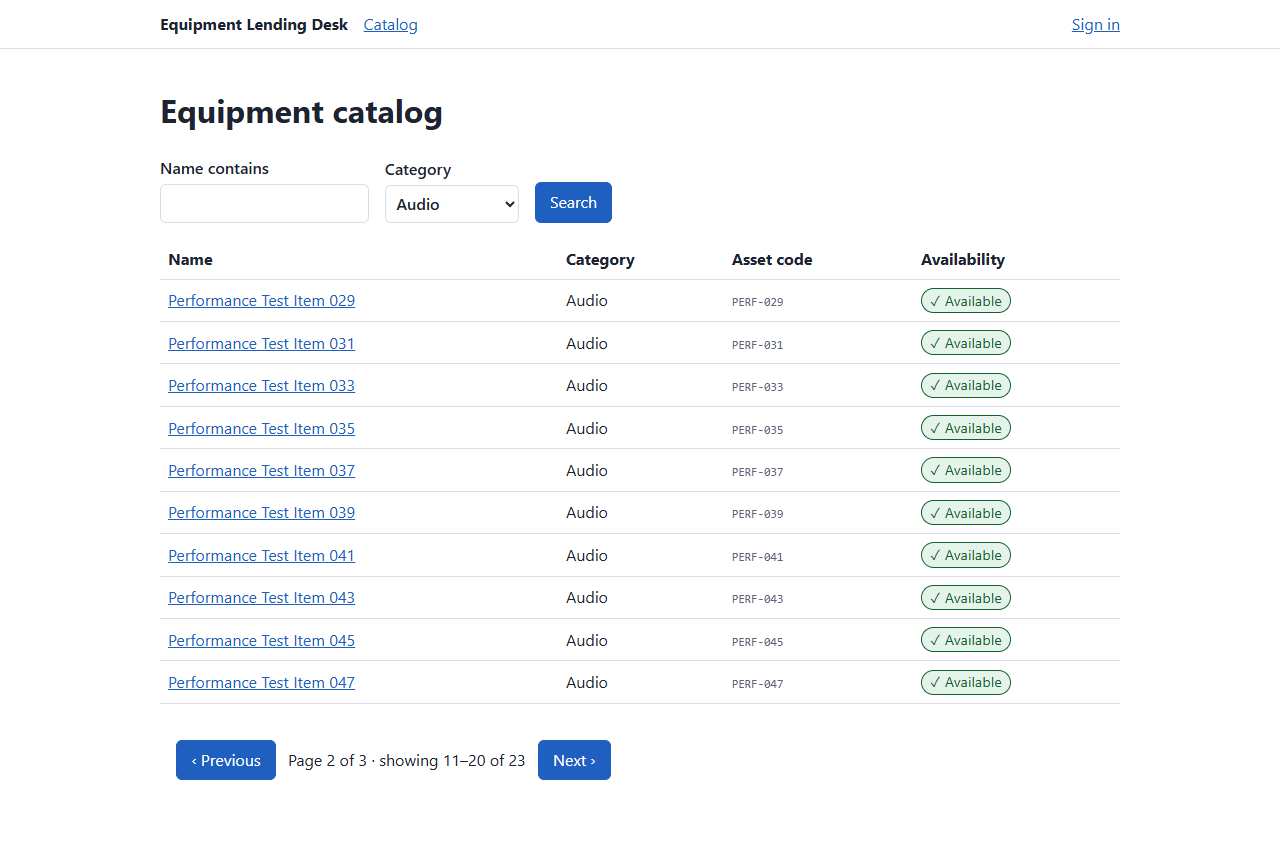 Equipment Lending Desk Catalog Sign in
Equipment catalog
Name contains Category
Audio Search
Name Category Asset code Availability
Performance Test Item 029 Audio PERF-029 ✓ Available
Performance Test Item 031 Audio PERF-031 ✓ Available
Performance Test Item 033 Audio PERF-033 ✓ Available
Performance Test Item 035 Audio PERF-035 ✓ Available
Performance Test Item 037 Audio PERF-037 ✓ Available
Performance Test Item 039 Audio PERF-039 ✓ Available
Performance Test Item 041 Audio PERF-041 ✓ Available
Performance Test Item 043 Audio PERF-043 ✓ Available
Performance Test Item 045 Audio PERF-045 ✓ Available
Performance Test Item 047 Audio PERF-047 ✓ Available
‹ Previous Page 2 of 3 · showing 11–20 of 23 Next ›